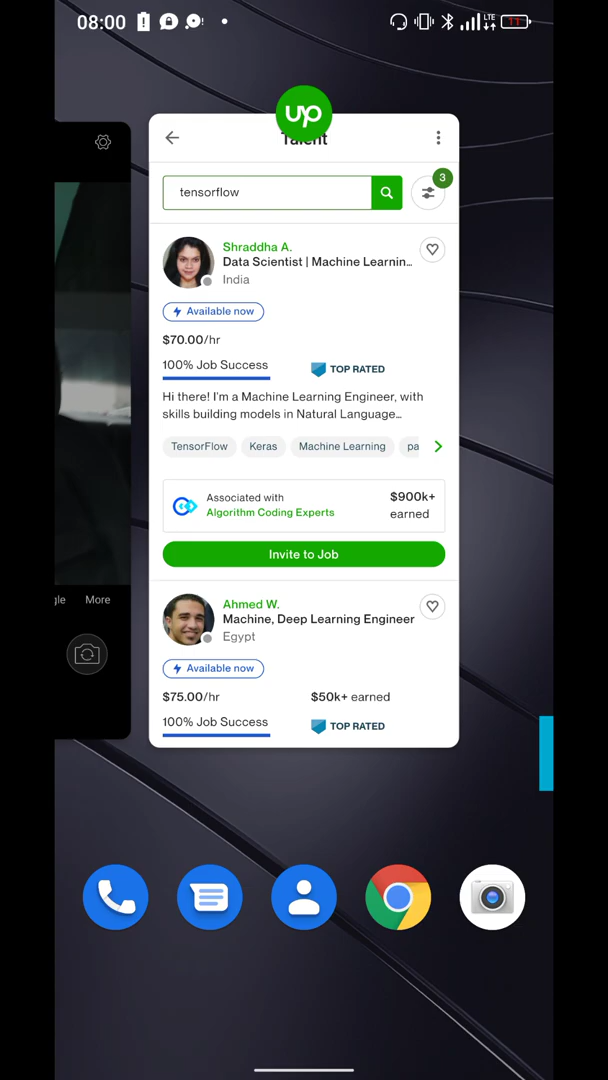 08:00
LTE
11
up
Talent
tensorflow
3
Shraddha A.
Data Scientist | Machine Learnin...
India
Available now
$70.00/hr
100% Job Success
TOP RATED
Hi there! I'm a Machine Learning Engineer, with
skills building models in Natural Language...
TensorFlow Keras Machine Learning pa
Associated with
Algorithm Coding Experts
$900k+
earned
Invite to Job
Ahmed W.
Machine, Deep Learning Engineer
Egypt
Available now
$75.00/hr $50k+ earned
100% Job Success
TOP RATED
gle More